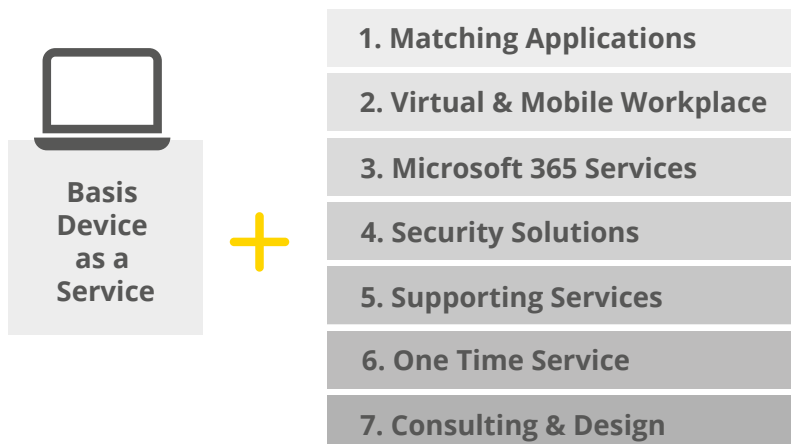 Basis
Device
as a
Service
1. Matching Applications
2. Virtual & Mobile Workplace
3. Microsoft 365 Services
4. Security Solutions
5. Supporting Services
6. One Time Service
7. Consulting & Design